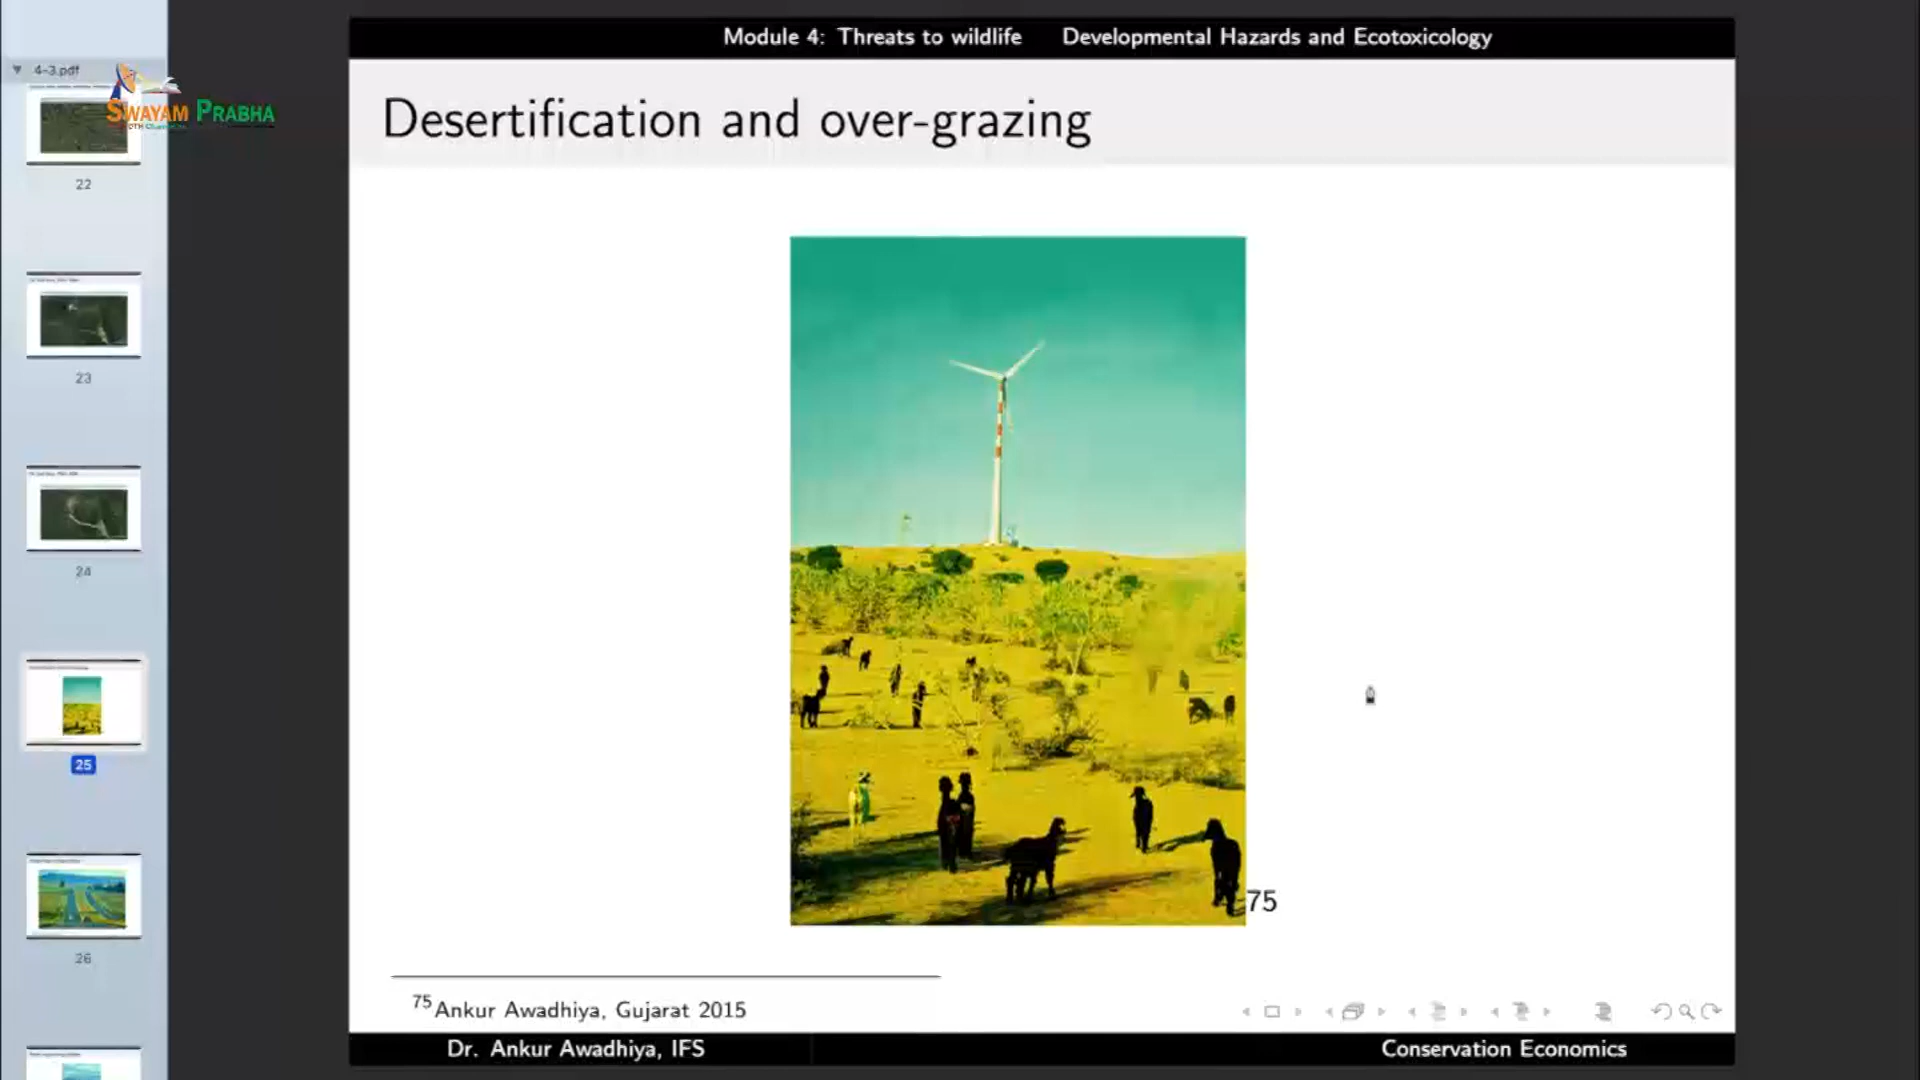 Module 4: Threats to wildlife Developmental Hazards and Ecotoxicology
4-3.pdf
SWAYAM PRABHA
Desertification and over-grazing
22
23
24
25
26
75
75 Ankur Awadhiya, Gujarat 2015
Dr. Ankur Awadhiya, IFS
Conservation Economics